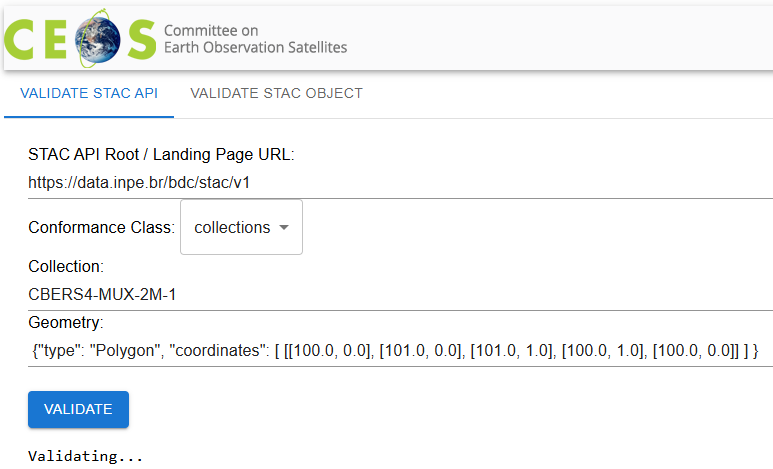 CEOS Committee on
Earth Observation Satellites
VALIDATE STAC API VALIDATE STAC OBJECT
STAC API Root / Landing Page URL:
https://data.inpe.br/bdc/stac/v1
Conformance Class: collections
Collection:
CBERS4-MUX-2M-1
Geometry:
{"type": "Polygon", "coordinates": [ [[100.0, 0.0], [101.0, 0.0], [101.0, 1.0], [100.0, 1.0], [100.0, 0.0]] ] }
VALIDATE
Validating...